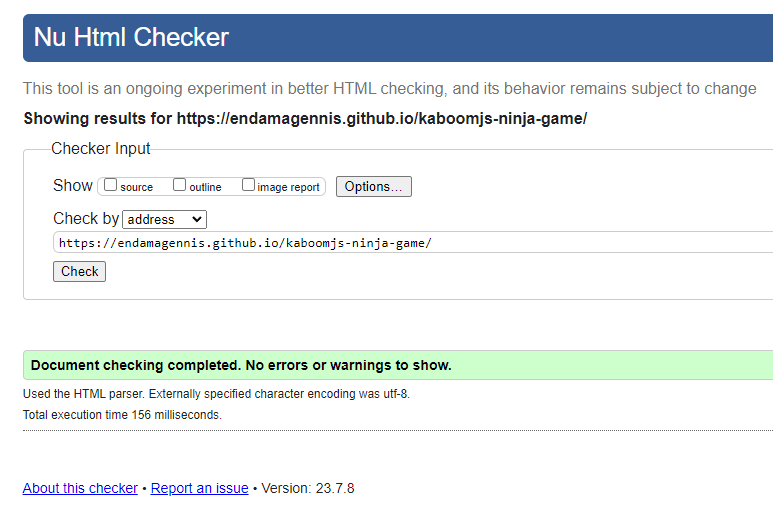 Nu Html Checker
This tool is an ongoing experiment in better HTML checking, and its behavior remains subject to change
Showing results for https://endamagennis.github.io/kaboomjs-ninja-game/
Checker Input
Show source outline image report Options...
Check by address
https://endamagennis.github.io/kaboomjs-ninja-game/
Check
Document checking completed. No errors or warnings to show.
Used the HTML parser. Externally specified character encoding was utf-8.
Total execution time 156 milliseconds.
About this checker • Report an issue • Version: 23.7.8